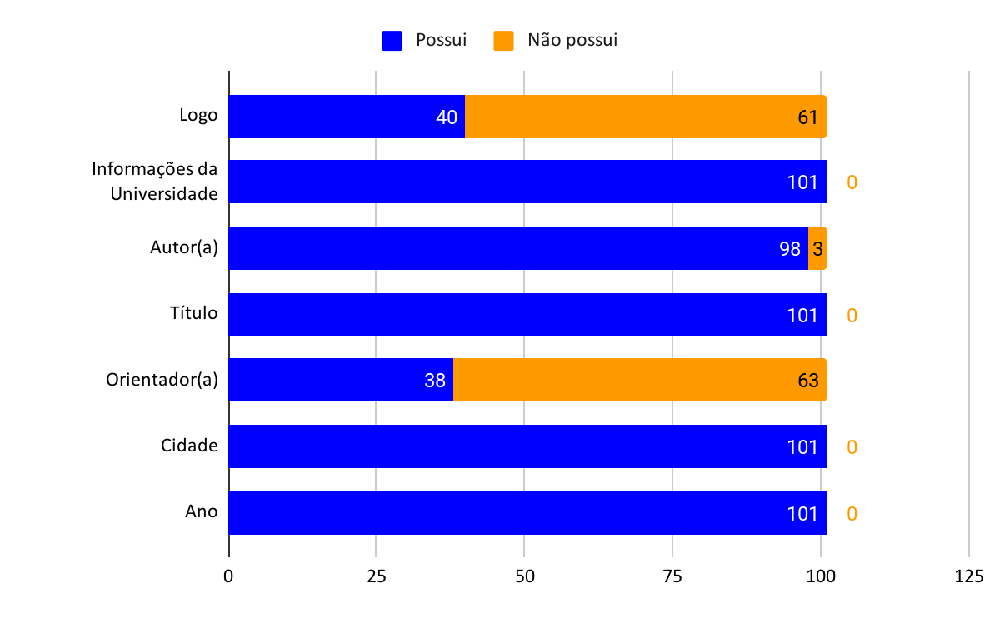 Possui Não possui
Logo 40 61
Informações da
Universidade 101 0
Autor(a) 98 3
Título 101 0
Orientador(a) 38 63
Cidade 101 0
Ano 101 0
0 25 50 75 100 125